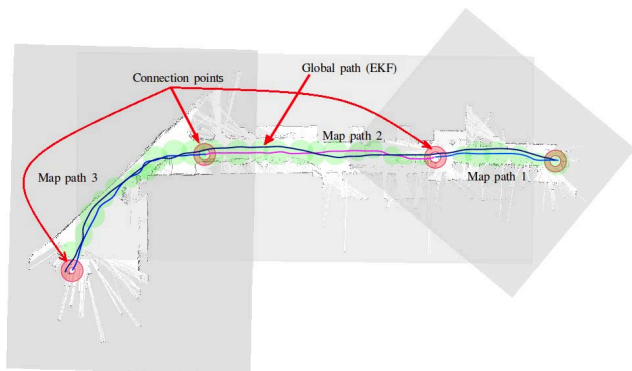 Global path (EKF)
Connection points
Map path 2
Map path 3
Map path 1